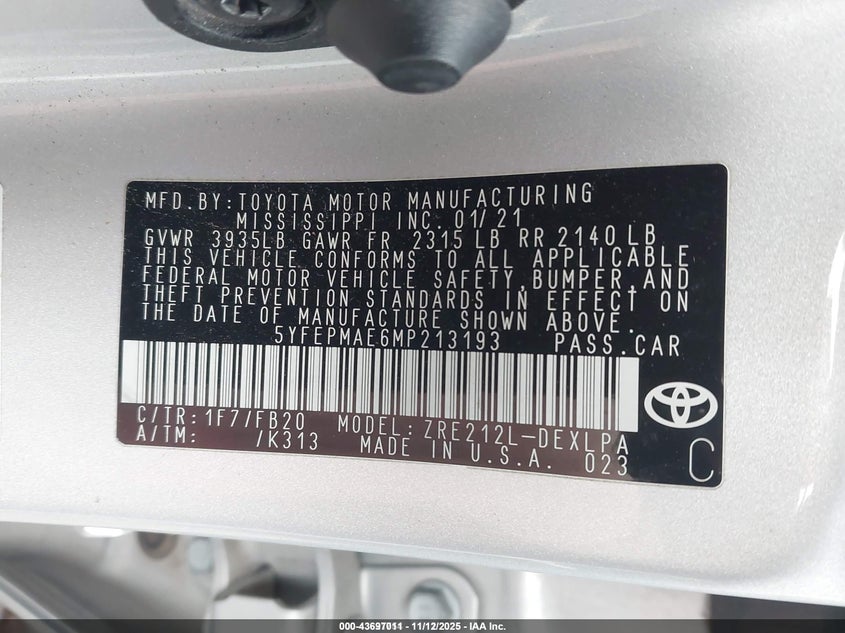 MFD.BY:TOYOTA MOTOR MANUFACTURING
MISSISSIPPI INC. 01/21
GVWR 3935LB GAWR FR 2315 LB RR 2140 LB
THIS VEHICLE CONFORMS TO ALL APPLICABLE
FEDERAL MOTOR VEHICLE SAFETY,BUMPER,AND
THEFT PREVENTION STANDARDS IN EFFECT ON
THE DATE OF MANUFACTURE SHOWN ABOVE.
5YFEPMAE6MP213193 PASS.CAR
C/TR: 1F7/FB20 MODEL: ZRE212L-DEXLPA
A/TM: /K313 MADE IN U.S.A. 023
C
000-43697011 - 11/12/2025 - IAA Inc.